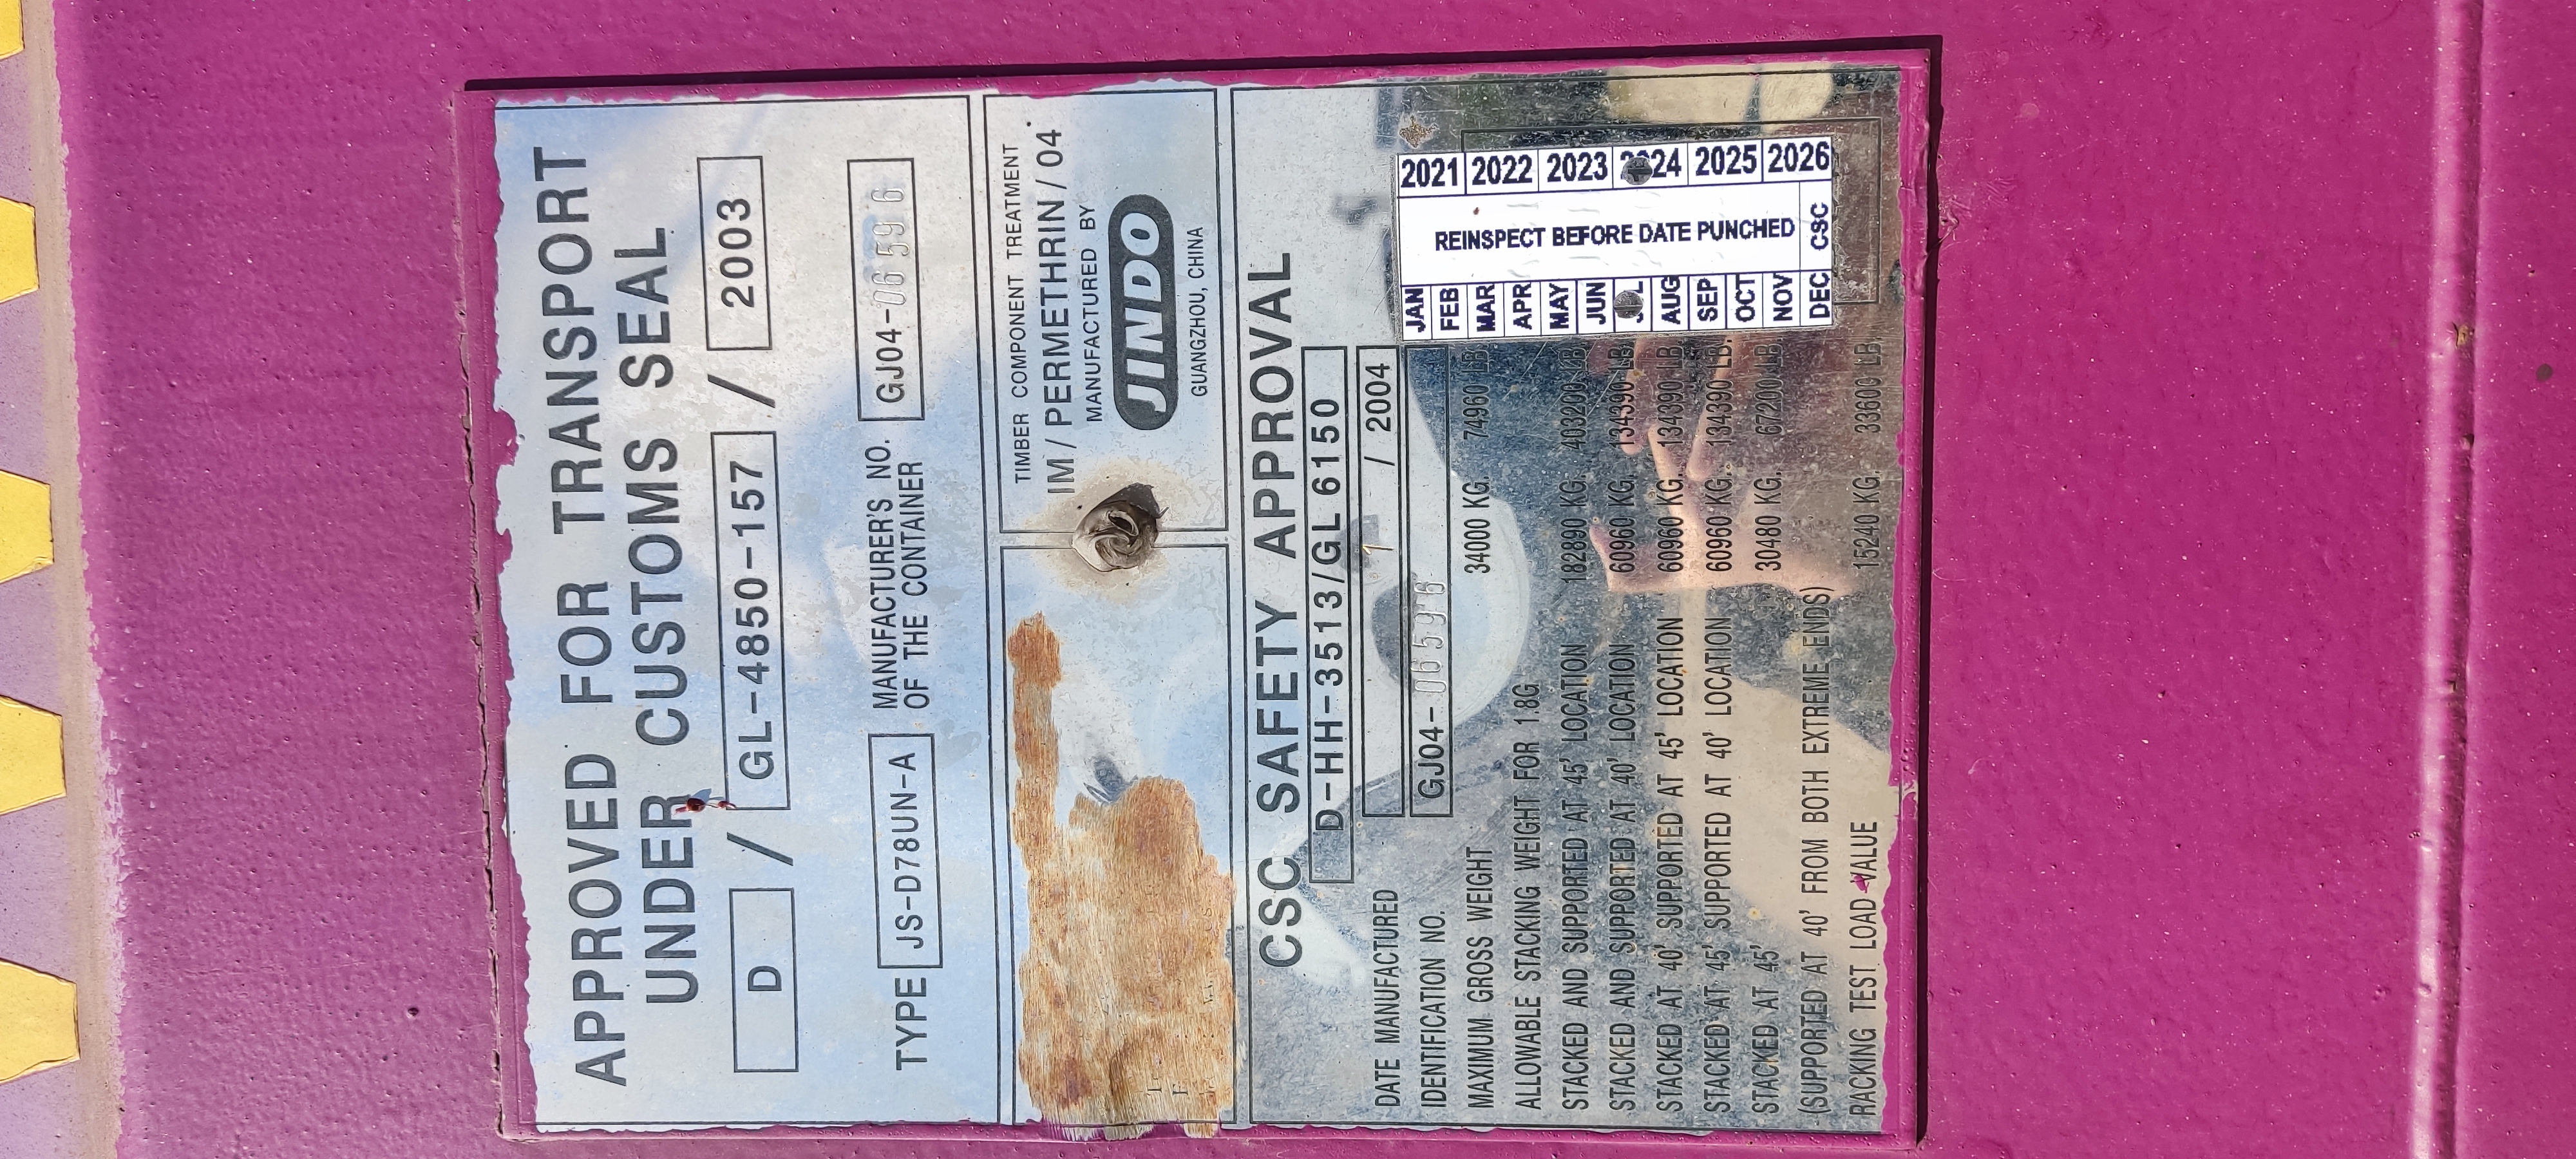 APPROVED FOR TRANSPORT
UNDER CUSTOMS SEAL
D / GL-4850-157 / 2003
TYPE JS-D78UN-A MANUFACTURER'S NO. OF THE CONTAINER GJ04-065996
TIMBER COMPONENT TREATMENT
IM / PERMETHRIN / 04
MANUFACTURED BY
JINDO
GUANGZHOU, CHINA
CSC SAFETY APPROVAL
D-HH-3513/GL 6150
DATE MANUFACTURED 1 / 2004
IDENTIFICATION NO. GJ04-065996
MAXIMUM GROSS WEIGHT 34000 KG. 74960 LB.
ALLOWABLE STACKING WEIGHT FOR 1.8G
STACKED AND SUPPORTED AT 45' LOCATION 182890 KG. 403200 LB.
STACKED AND SUPPORTED AT 40' LOCATION 60960 KG. 134390 LB.
STACKED AT 40' SUPPORTED AT 45' LOCATION 60960 KG. 134390 LB.
STACKED AT 45' SUPPORTED AT 40' LOCATION 60960 KG. 134390 LB.
STACKED AT 45' 30480 KG. 67200 LB.
(SUPPORTED AT 40' FROM BOTH EXTREME ENDS)
RACKING TEST LOAD VALUE 15240 KG. 33600 LB.
JAN FEB MAR APR MAY JUN JUL AUG SEP OCT NOV DEC
REINSPECT BEFORE DATE PUNCHED
CSC
2021 2022 2023 2024 2025 2026